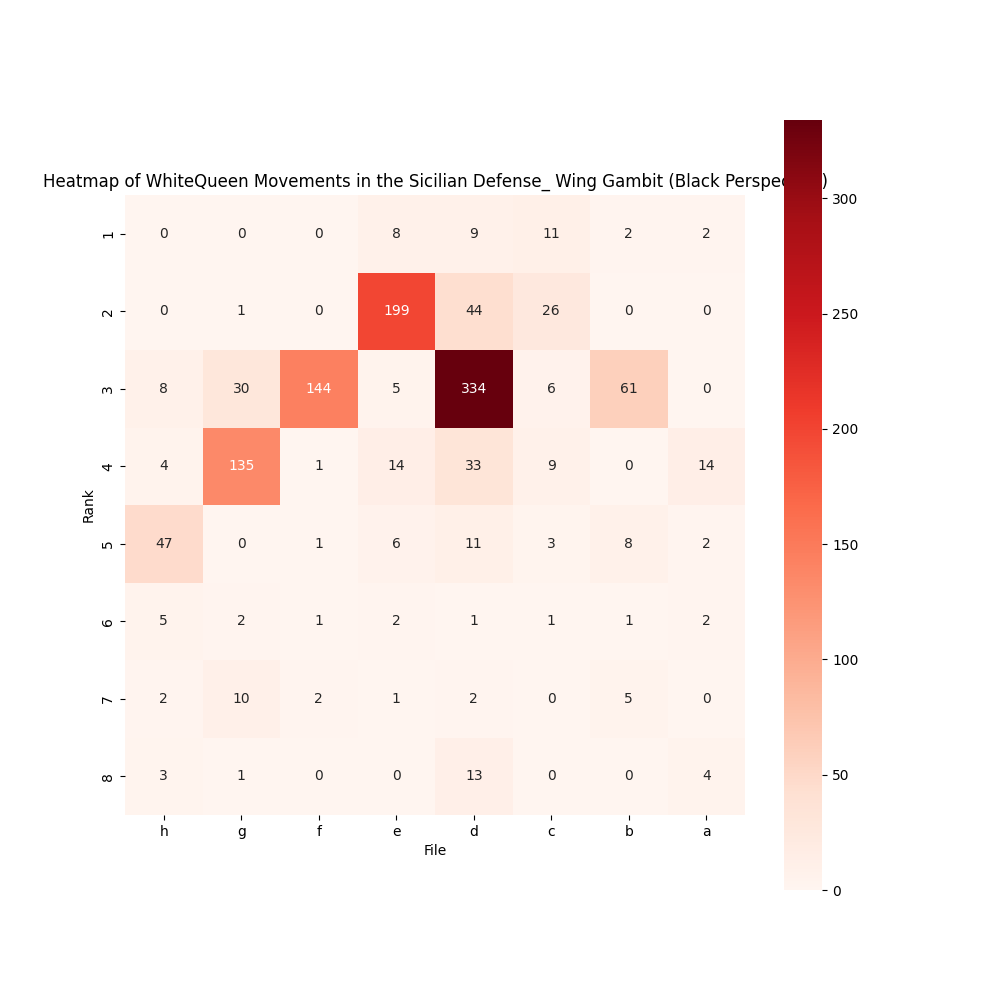 Heatmap of WhiteQueen Movements in the Sicilian Defense_ Wing Gambit (Black Perspec )
300
250
200
150
100
50
0
Rank
1 0 0 0 8 9 11 2 2
2 0 1 0 199 44 26 0 0
3 8 30 144 5 334 6 61 0
4 4 135 1 14 33 9 0 14
5 47 0 1 6 11 3 8 2
6 5 2 1 2 1 1 1 2
7 2 10 2 1 2 0 5 0
8 3 1 0 0 13 0 0 4
h g f e d c b a
File